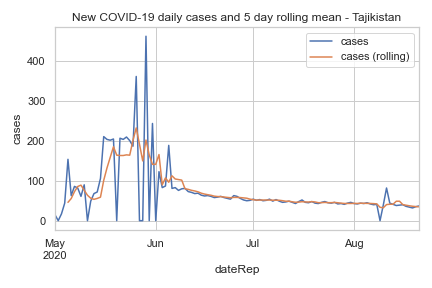 New COVID-19 daily cases and 5 day rolling mean - Tajikistan
cases
cases (rolling)
cases
400
300
200
100
0
May
2020
Jun
Jul
Aug
dateRep